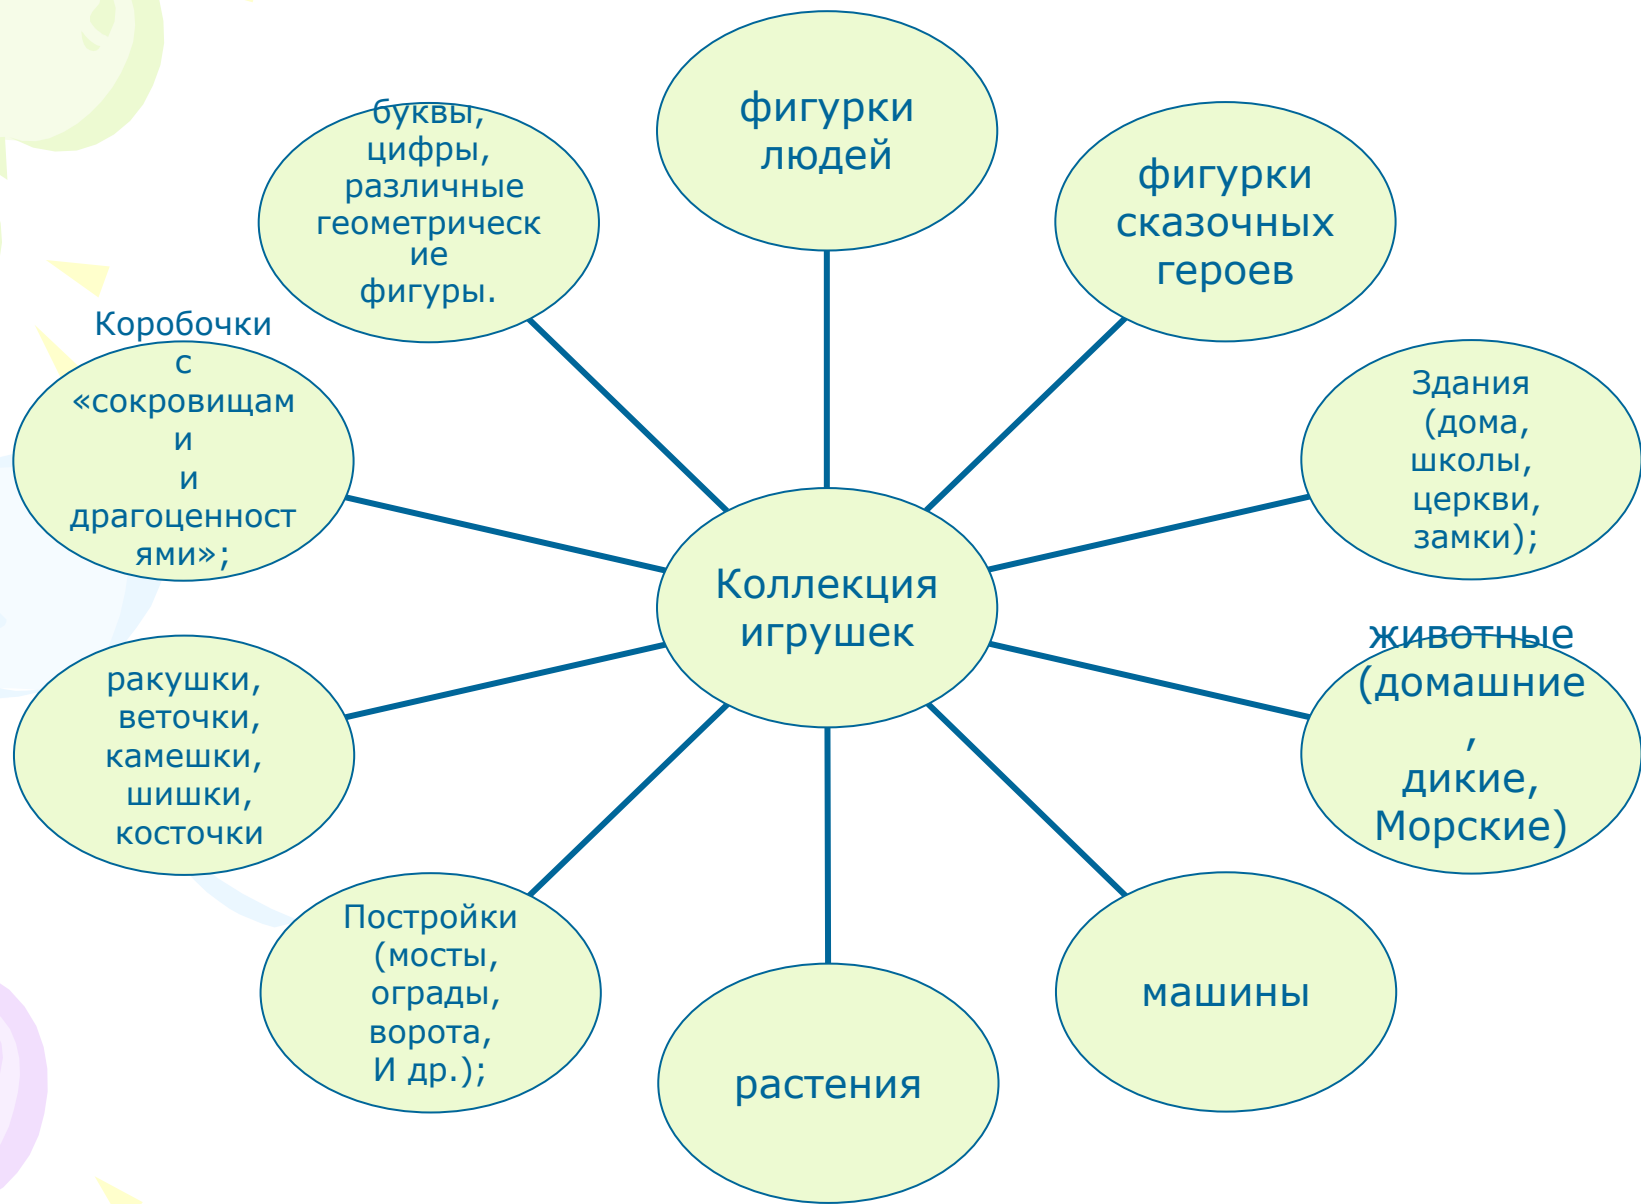 фигурки
людей
фигурки
сказочных
героев
Здания
(дома,
школы,
церкви,
замки);
животные
(домашние
,
дикие,
Морские)
машины
растения
Постройки
(мосты,
ограды,
ворота,
И др.);
ракушки,
веточки,
камешки,
шишки,
косточки
Коробочки
с
«сокровищам
и
и
драгоценност
ями»;
буквы,
цифры,
различные
геометрическ
ие
фигуры.
Коллекция
игрушек